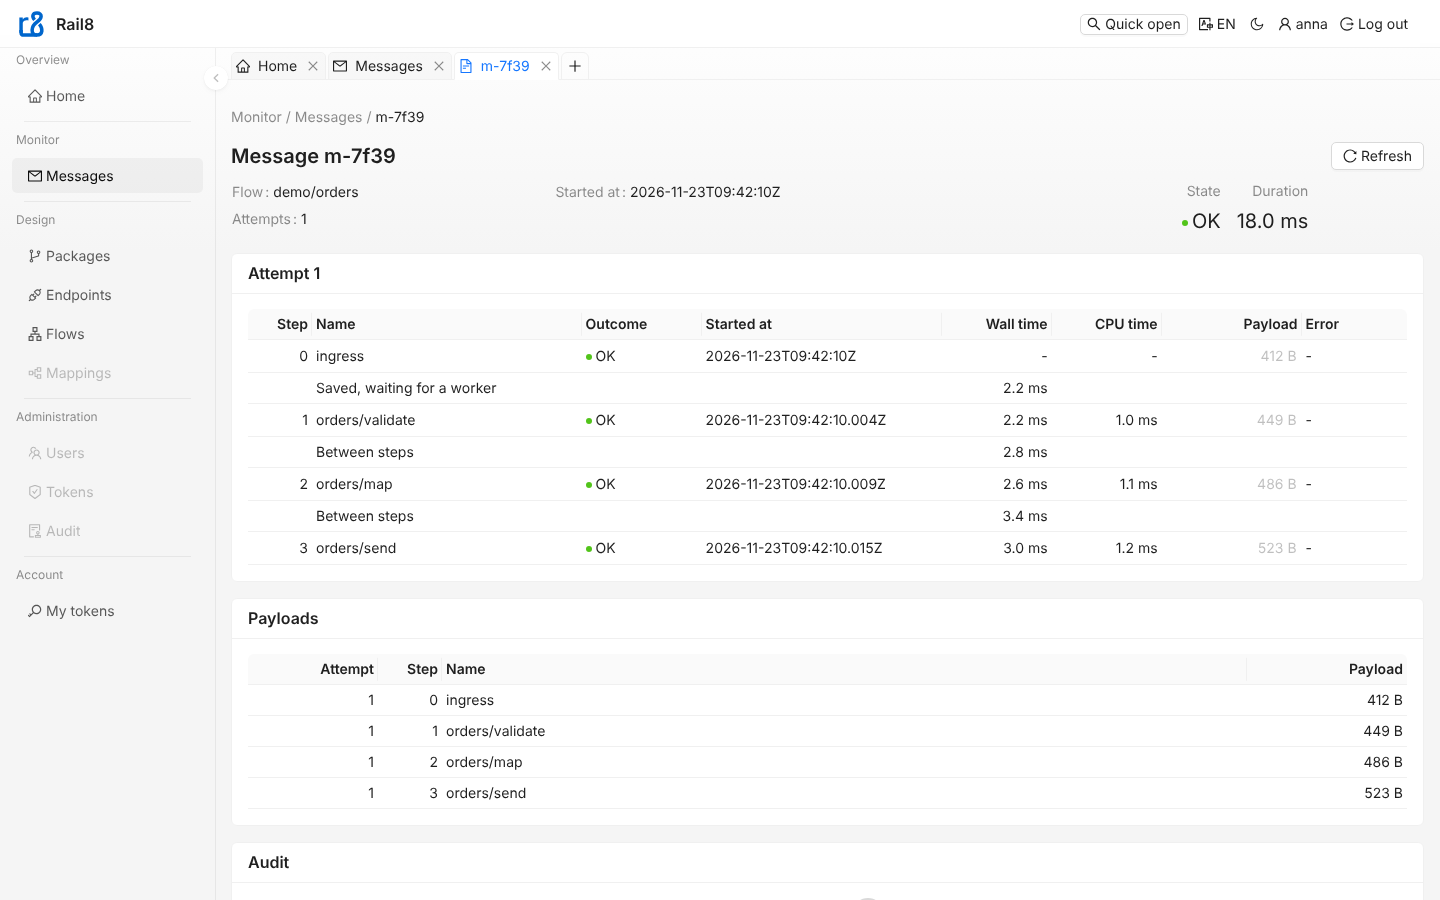 Rail8
Quick open
EN
anna
Log out
Overview
Home
Monitor
Messages
Design
Packages
Endpoints
Flows
Mappings
Administration
Users
Tokens
Audit
Account
My tokens
Home
Messages
m-7f39
Monitor / Messages / m-7f39
Message m-7f39
Refresh
Flow : demo/orders
Started at : 2026-11-23T09:42:10Z
Attempts : 1
State Duration
OK 18.0 ms
Attempt 1
Step Name Outcome Started at Wall time CPU time Payload Error
0 ingress OK 2026-11-23T09:42:10Z - - 412 B -
Saved, waiting for a worker 2.2 ms
1 orders/validate OK 2026-11-23T09:42:10.004Z 2.2 ms 1.0 ms 449 B -
Between steps 2.8 ms
2 orders/map OK 2026-11-23T09:42:10.009Z 2.6 ms 1.1 ms 486 B -
Between steps 3.4 ms
3 orders/send OK 2026-11-23T09:42:10.015Z 3.0 ms 1.2 ms 523 B -
Payloads
Attempt Step Name Payload
1 0 ingress 412 B
1 1 orders/validate 449 B
1 2 orders/map 486 B
1 3 orders/send 523 B
Audit